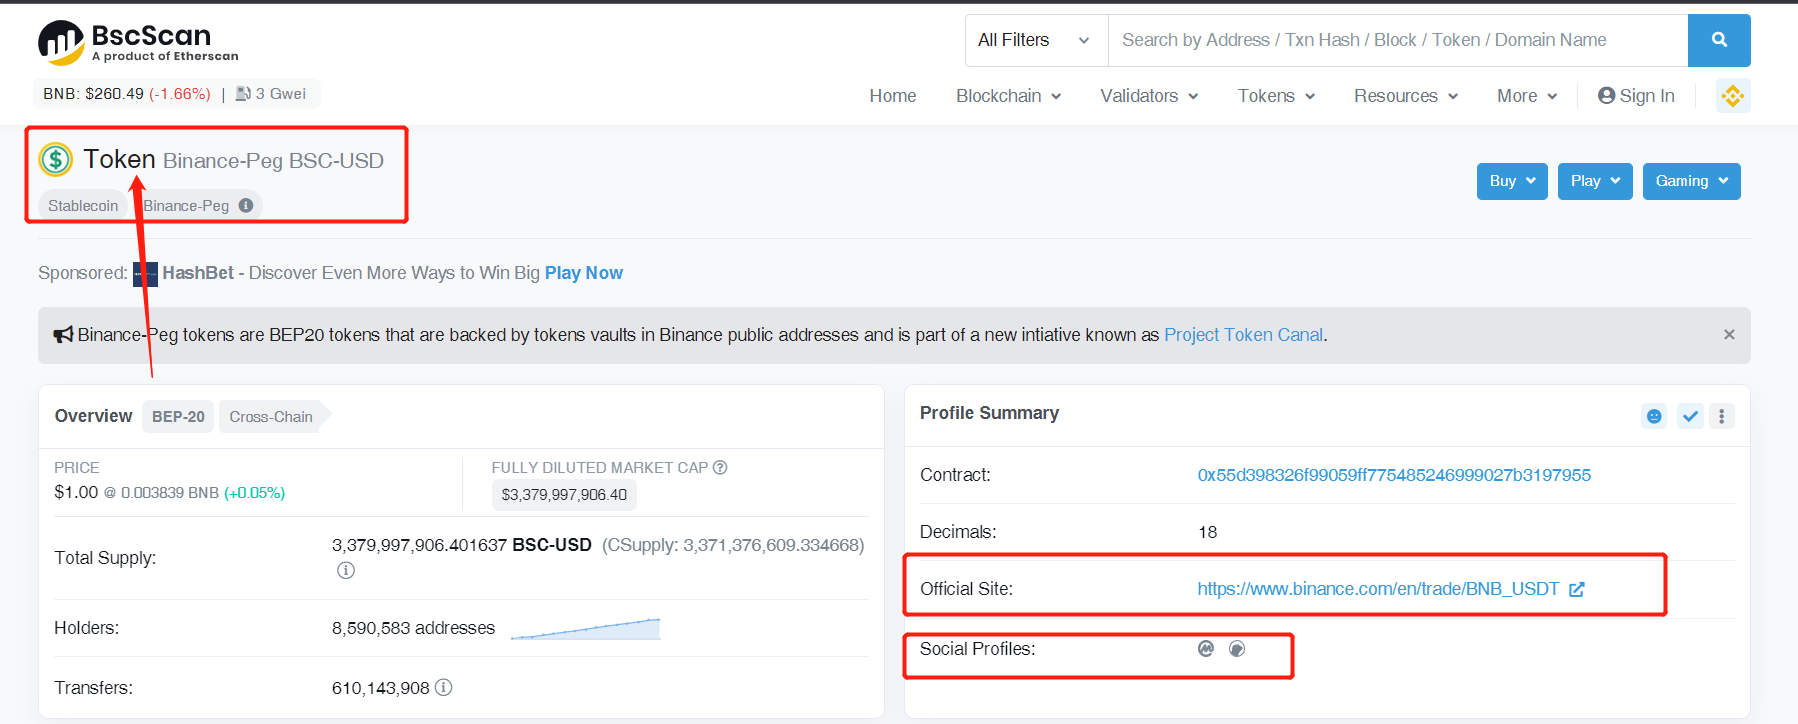 BscScan
A product of Etherscan
All Filters
Search by Address / Txn Hash / Block / Token / Domain Name
BNB: $260.49 (-1.66%) | 3 Gwei
Home Blockchain Validators Tokens Resources More Sign In
Token Binance-Peg BSC-USD
Stablecoin Binance-Peg
Buy Play Gaming
Sponsored: HashBet - Discover Even More Ways to Win Big Play Now
Binance-Peg tokens are BEP20 tokens that are backed by tokens vaults in Binance public addresses and is part of a new intiative known as Project Token Canal.
Overview BEP-20 Cross-Chain
PRICE
$1.00 @ 0.003839 BNB (+0.05%)
FULLY DILUTED MARKET CAP
$3,379,997,906.40
Total Supply:
3,379,997,906.401637 BSC-USD (CSupply: 3,371,376,609.334668)
Holders:
8,590,583 addresses
Transfers:
610,143,908
Profile Summary
Contract:
0x55d398326f99059ff775485246999027b3197955
Decimals:
18
Official Site:
https://www.binance.com/en/trade/BNB_USDT
Social Profiles: